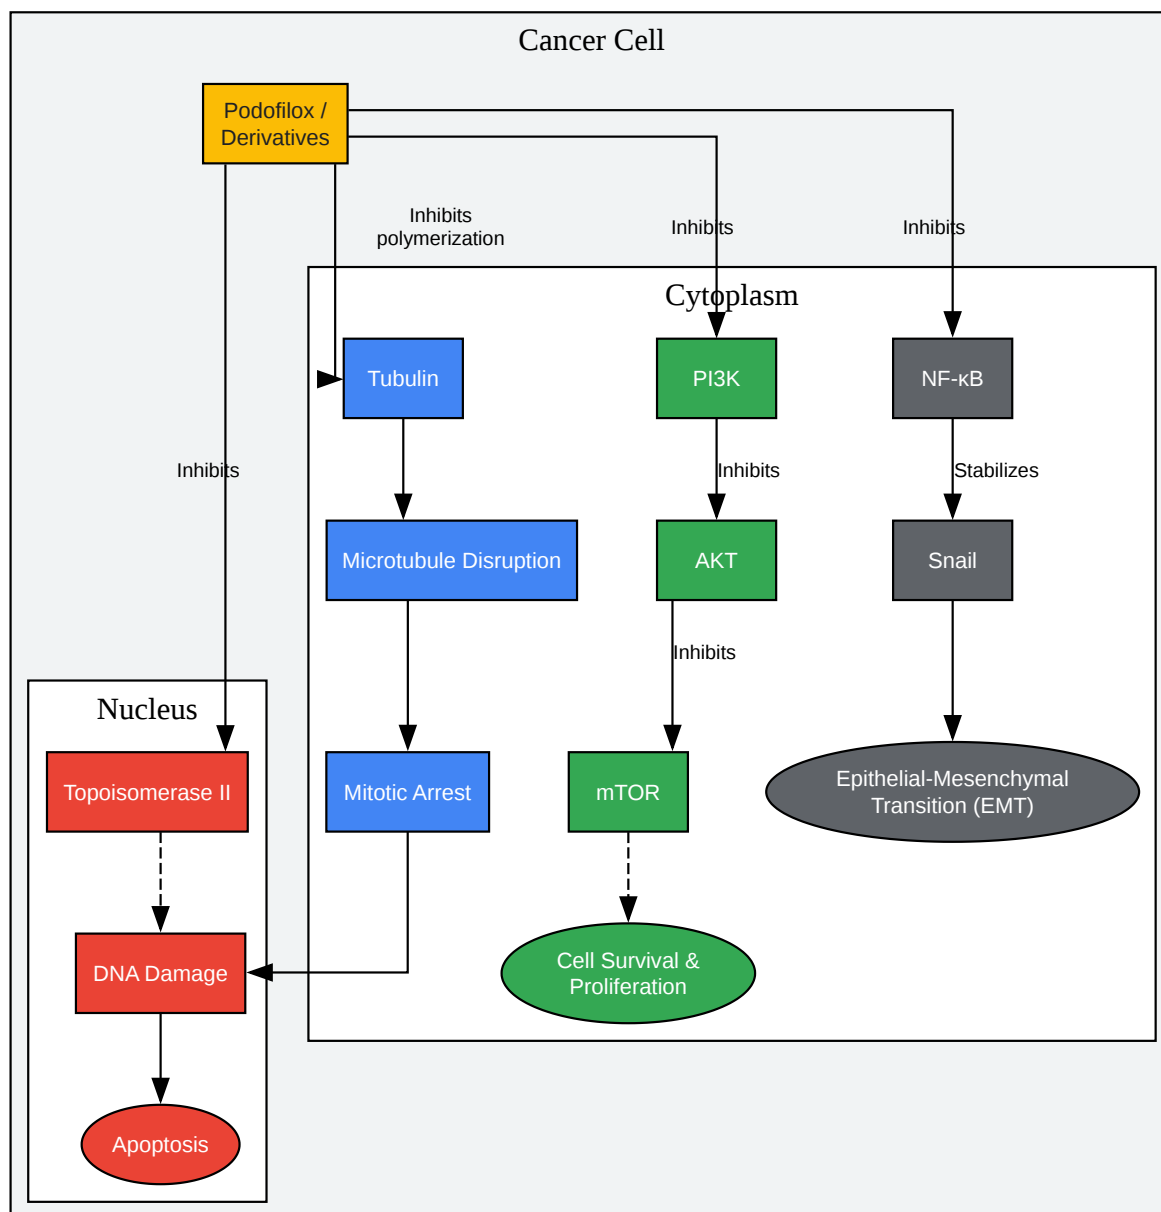 Cancer Cell
Podofilox /
Derivatives
Inhibits
polymerization
Inhibits
Inhibits
Cytoplasm
Tubulin
PI3K
NF-κB
Inhibits
Inhibits
Stabilizes
Microtubule Disruption
AKT
Snail
Inhibits
Nucleus
Topoisomerase II
Mitotic Arrest
mTOR
Epithelial-Mesenchymal
Transition (EMT)
DNA Damage
Cell Survival &
Proliferation
Apoptosis